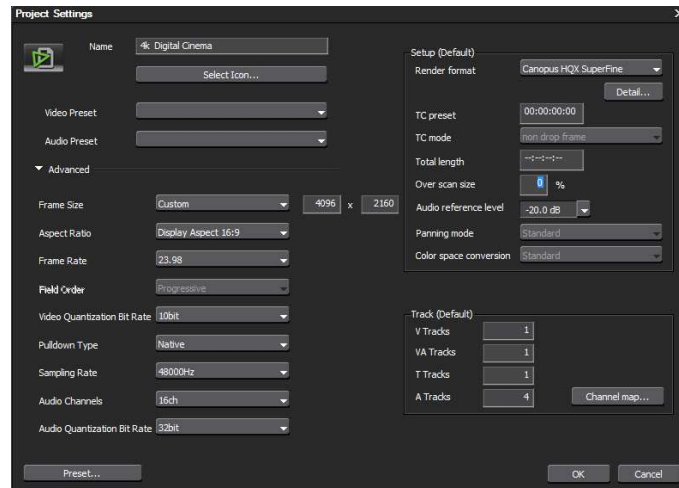 Project Settings
Name 4k Digital Cinema
Select Icon...
Video Preset
Audio Preset
Advanced
Frame Size Custom 4096 x 2160
Aspect Ratio Display Aspect 16:9
Frame Rate 23.98
Field Order Progressive
Video Quantization Bit Rate 10bit
Pulldown Type Native
Sampling Rate 48000Hz
Audio Channels 16ch
Audio Quantization Bit Rate 32bit
Preset...
Setup (Default)
Render format Canopus HQX SuperFine
Detail...
TC preset 00:00:00:00
TC mode non drop frame
Total length --:--:--:--
Over scan size 0 %
Audio reference level -20.0 dB
Panning mode Standard
Color space conversion Standard
Track (Default)
V Tracks 1
VA Tracks 1
T Tracks 1
A Tracks 4 Channel map...
OK Cancel